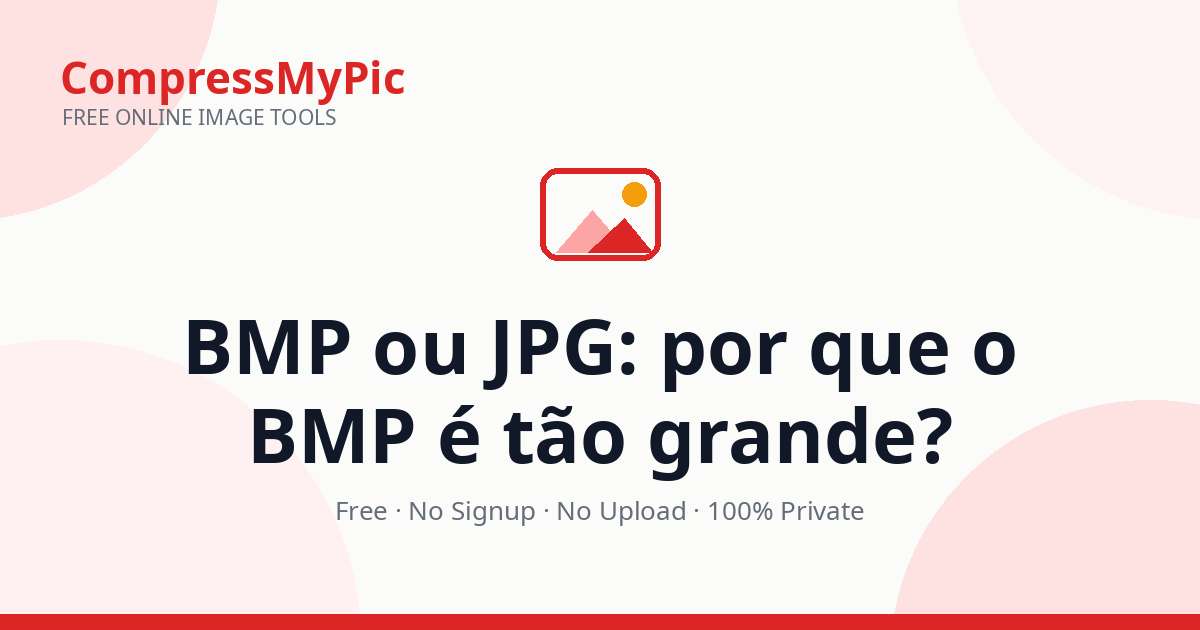 CompressMyPic
FREE ONLINE IMAGE TOOLS
BMP ou JPG: por que o
BMP é tão grande?
Free · No Signup · No Upload · 100% Private